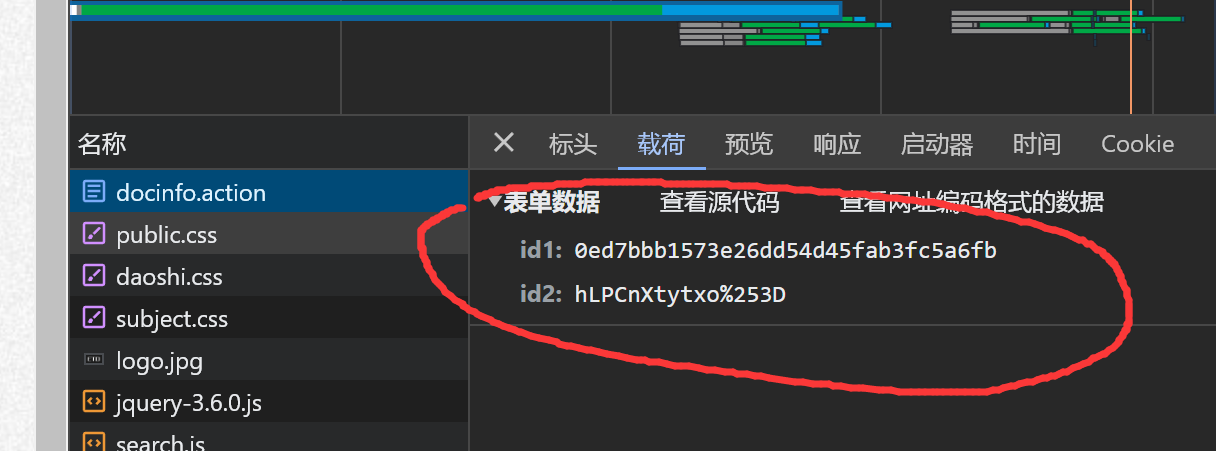 名称
标头 载荷 预览 响应 启动器 时间 Cookie
docinfo.action
表单数据 查看源代码 查看网址编码格式的数据
public.css
id1: 0ed7bbb1573e26dd54d45fab3fc5a6fb
daoshi.css
id2: hLPCnXtytxo%253D
subject.css
logo.jpg
jquery-3.6.0.js
search.js